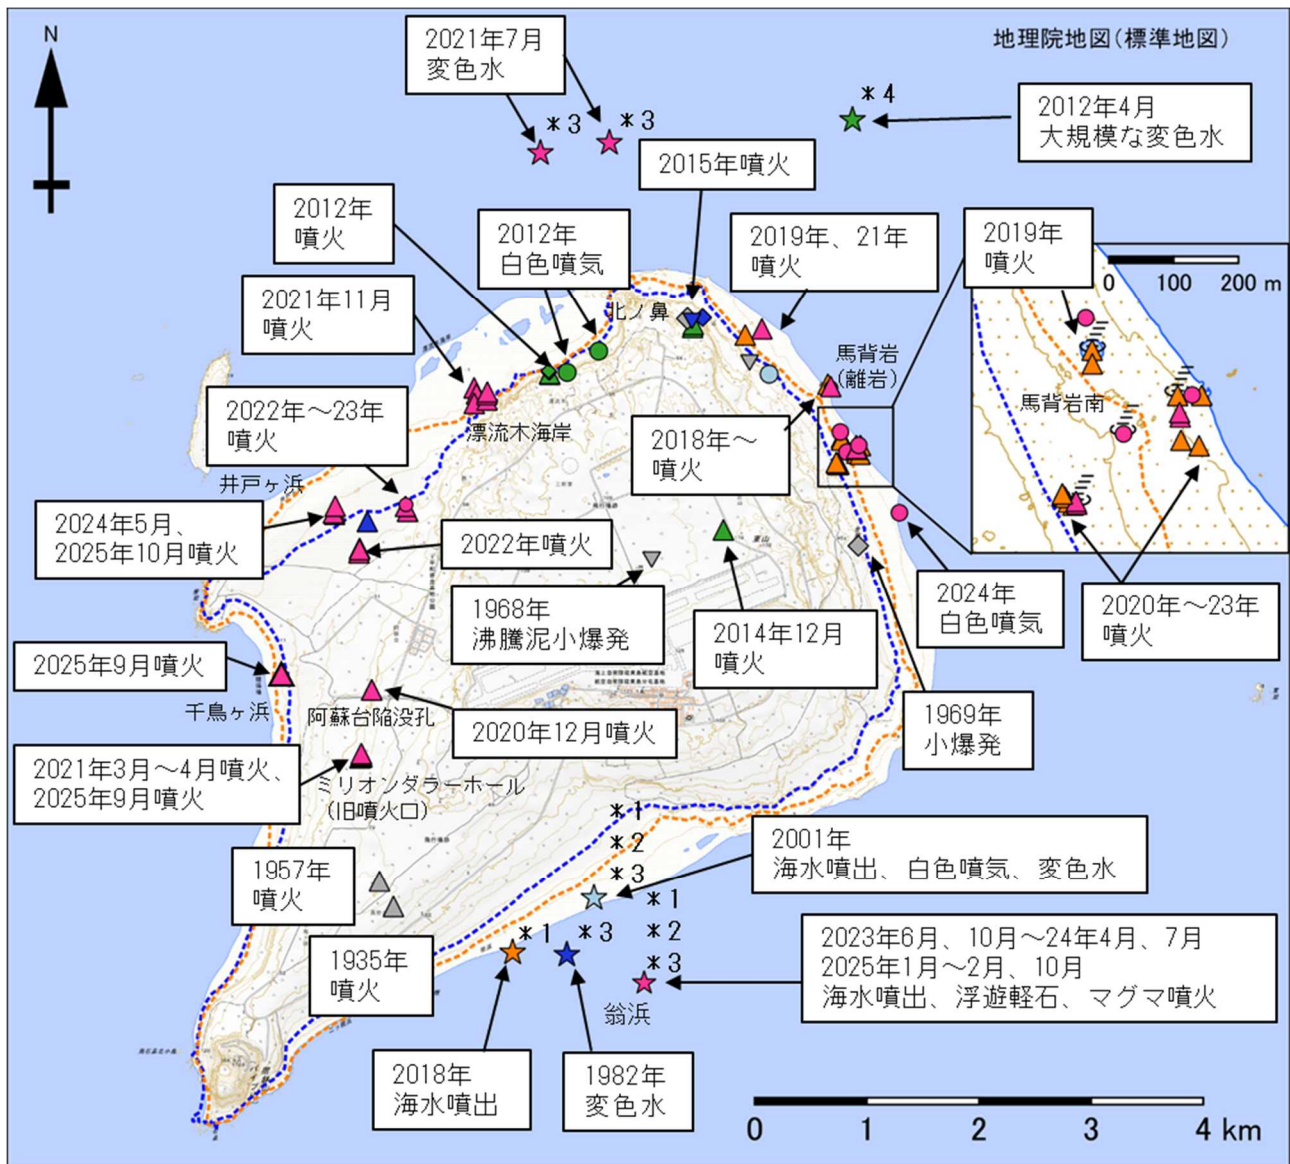 N
地理院地図(標準地図)
2021年7月
変色水
*3
*3
*4
2012年4月
大規模な変色水
2015年噴火
2012年
噴火
2012年
白色噴気
2019年、21年
噴火
2019年
噴火
0 100 200 m
2021年11月
噴火
北ノ鼻
馬背岩
(離岩)
馬背岩南
2022年～23年
噴火
漂流木海岸
2018年～
噴火
井戸ヶ浜
2024年5月、
2025年10月噴火
2022年噴火
1968年
沸騰泥小爆発
2014年12月
噴火
2024年
白色噴気
2020年～23年
噴火
2025年9月噴火
千鳥ヶ浜
阿蘇台陥没孔
2020年12月噴火
1969年
小爆発
2021年3月～4月噴火、
2025年9月噴火
ミリオンダラーホール
(旧噴火口)
*1
*2
*3
2001年
海水噴出、白色噴気、変色水
1957年
噴火
*1
*2
*3
2023年6月、10月～24年4月、7月
2025年1月～2月、10月
海水噴出、浮遊軽石、マグマ噴火
1935年
噴火
*1
*3
翁浜
2018年
海水噴出
1982年
変色水
0 1 2 3 4 km